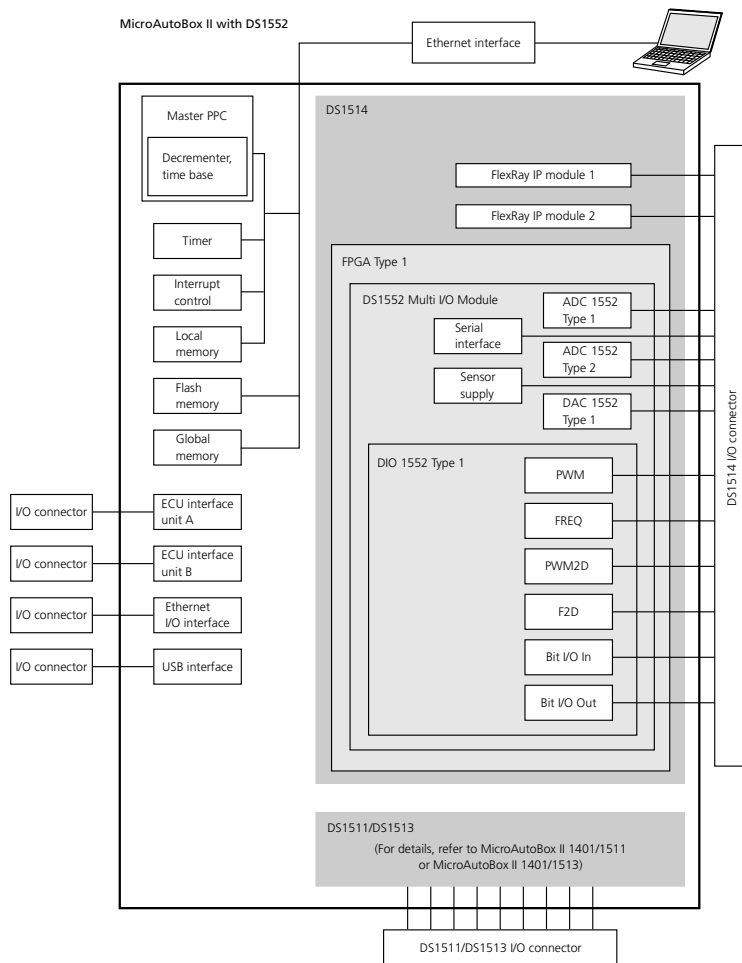 MicroAutoBox II with DS1552
Ethernet interface
Master PPC
Decrementer,
time base
Timer
Interrupt
control
Local
memory
Flash
memory
Global
memory
I/O connector
ECU interface
unit A
I/O connector
ECU interface
unit B
I/O connector
Ethernet
I/O interface
I/O connector
USB interface
DS1514
FlexRay IP module 1
FlexRay IP module 2
FPGA Type 1
DS1552 Multi I/O Module
ADC 1552
Type 1
Serial
interface
ADC 1552
Type 2
Sensor
supply
DAC 1552
Type 1
DIO 1552 Type 1
PWM
FREQ
PWM2D
F2D
Bit I/O In
Bit I/O Out
DS1514 I/O connector
DS1511/DS1513
(For details, refer to MicroAutoBox II 1401/1511
or MicroAutoBox II 1401/1513)
DS1511/DS1513 I/O connector